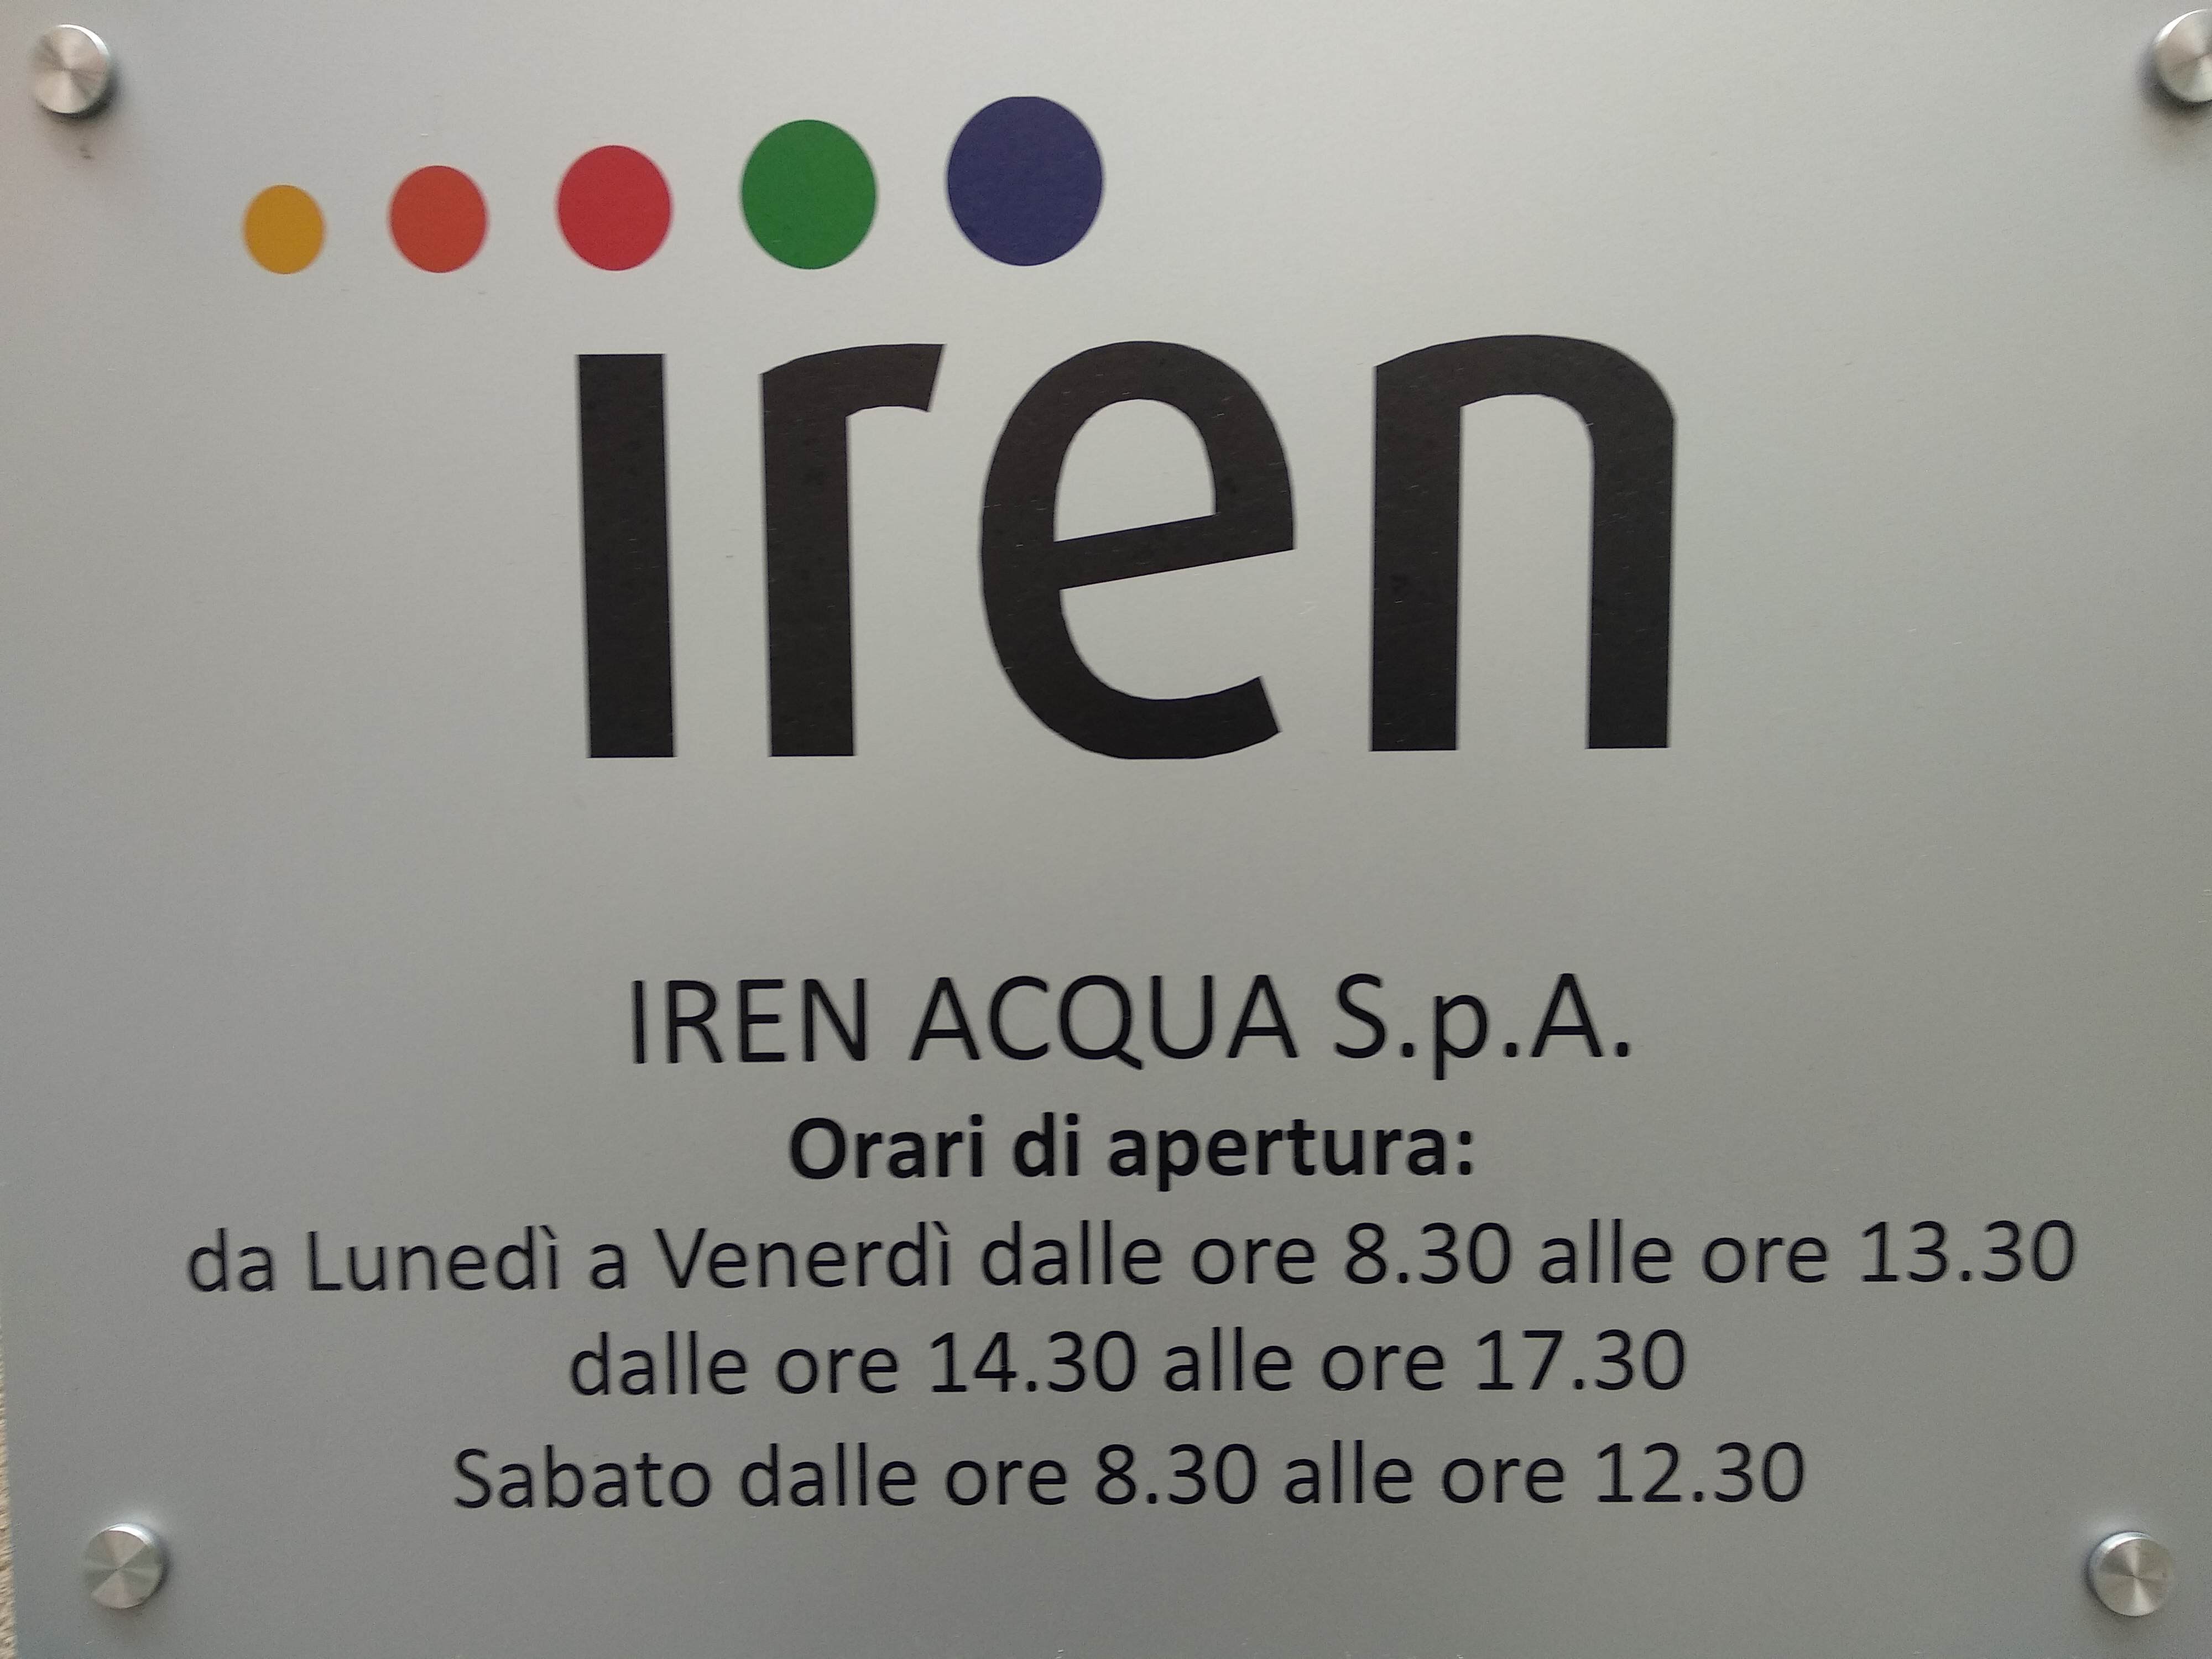 iren
IREN ACQUA S.p.A.
Orari di apertura:
da Lunedì a Venerdì dalle ore 8.30 alle ore 13.30
dalle ore 14.30 alle ore 17.30
Sabato dalle ore 8.30 alle ore 12.30